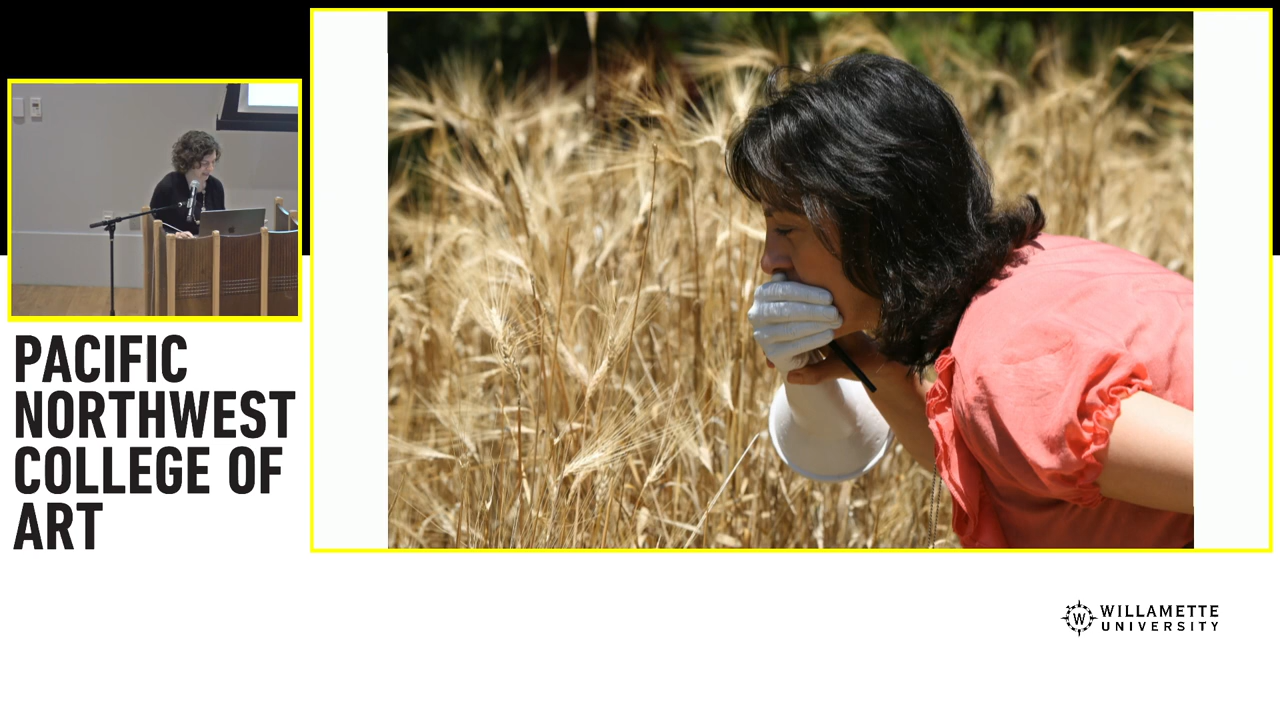 PACIFIC
NORTHWEST
COLLEGE OF
ART
W WILLAMETTE
UNIVERSITY